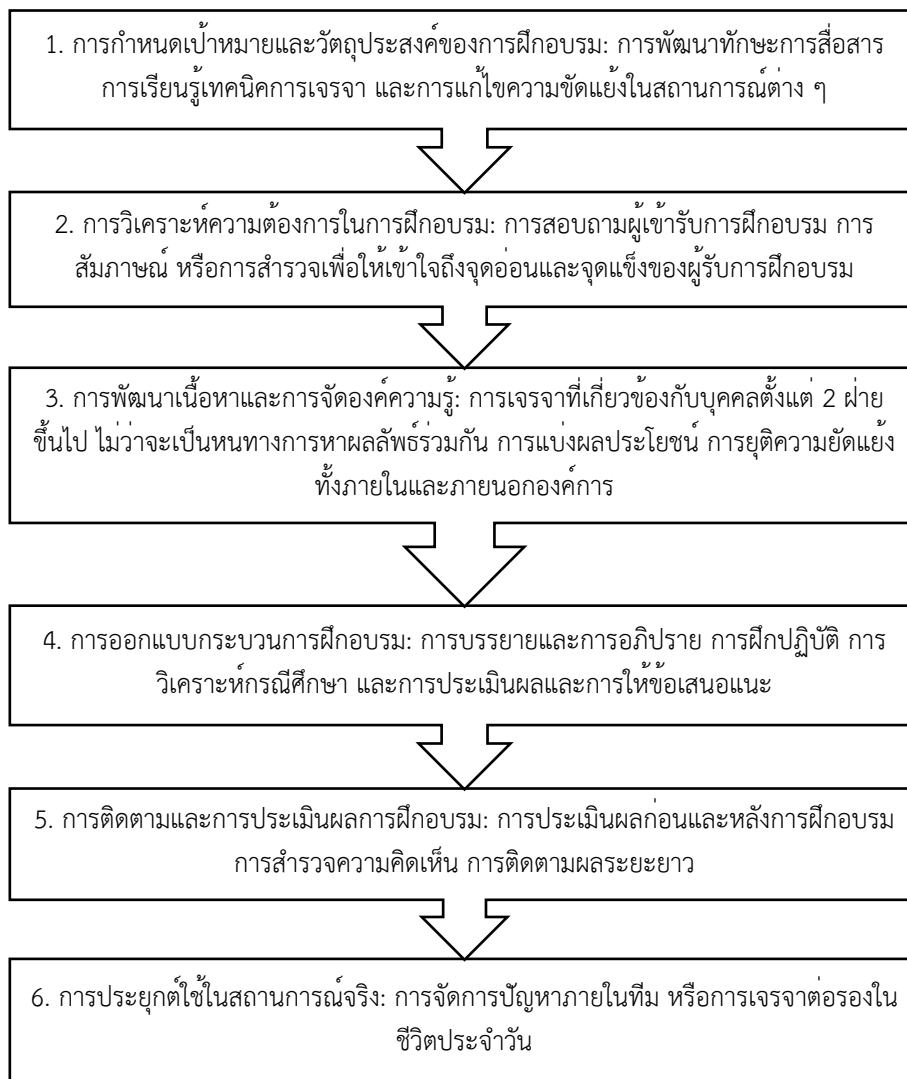 1. การกำหนดเป้าหมายและวัตถุประสงค์ของการฝึกอบรม: การพัฒนาทักษะการสื่อสาร
การเรียนรู้เทคนิคการเจรจา และการแก้ไขความขัดแย้งในสถานการณ์ต่าง ๆ
2. การวิเคราะห์ความต้องการในการฝึกอบรม: การสอบถามผู้เข้ารับการฝึกอบรม การ
สัมภาษณ์ หรือการสำรวจเพื่อให้เข้าใจถึงจุดอ่อนและจุดแข็งของผู้รับการฝึกอบรม
3. การพัฒนาเนื้อหาและการจัดองค์ความรู้: การเจรจาที่เกี่ยวข้องกับบุคคลตั้งแต่ 2 ฝ่าย
ขึ้นไป ไม่ว่าจะเป็นหนทางการหาผลลัพธ์ร่วมกัน การแบ่งผลประโยชน์ การยุติความยัดแย้ง
ทั้งภายในและภายนอกองค์การ
4. การออกแบบกระบวนการฝึกอบรม: การบรรยายและการอภิปราย การฝึกปฏิบัติ การ
วิเคราะห์กรณีศึกษา และการประเมินผลและการให้ข้อเสนอแนะ
5. การติดตามและการประเมินผลการฝึกอบรม: การประเมินผลก่อนและหลังการฝึกอบรม
การสำรวจความคิดเห็น การติดตามผลระยะยาว
6. การประยุกต์ใช้ในสถานการณ์จริง: การจัดการปัญหาภายในทีม หรือการเจรจาต่อรองใน
ชีวิตประจำวัน